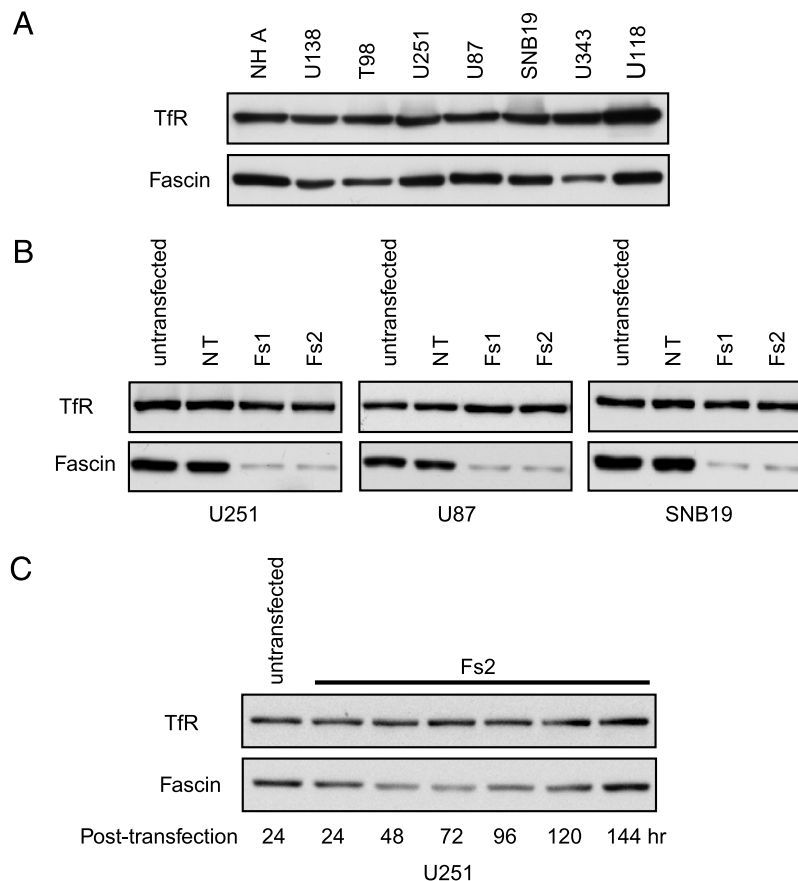 A
NH A U138 T98 U251 U87 SNB19 U343 U118
TfR
Fascin
B
untransfected NT Fs1 Fs2 untransfected NT Fs1 Fs2 untransfected NT Fs1 Fs2
TfR
Fascin
U251 U87 SNB19
C
untransfected Fs2
TfR
Fascin
Post-transfection 24 24 48 72 96 120 144 hr
U251